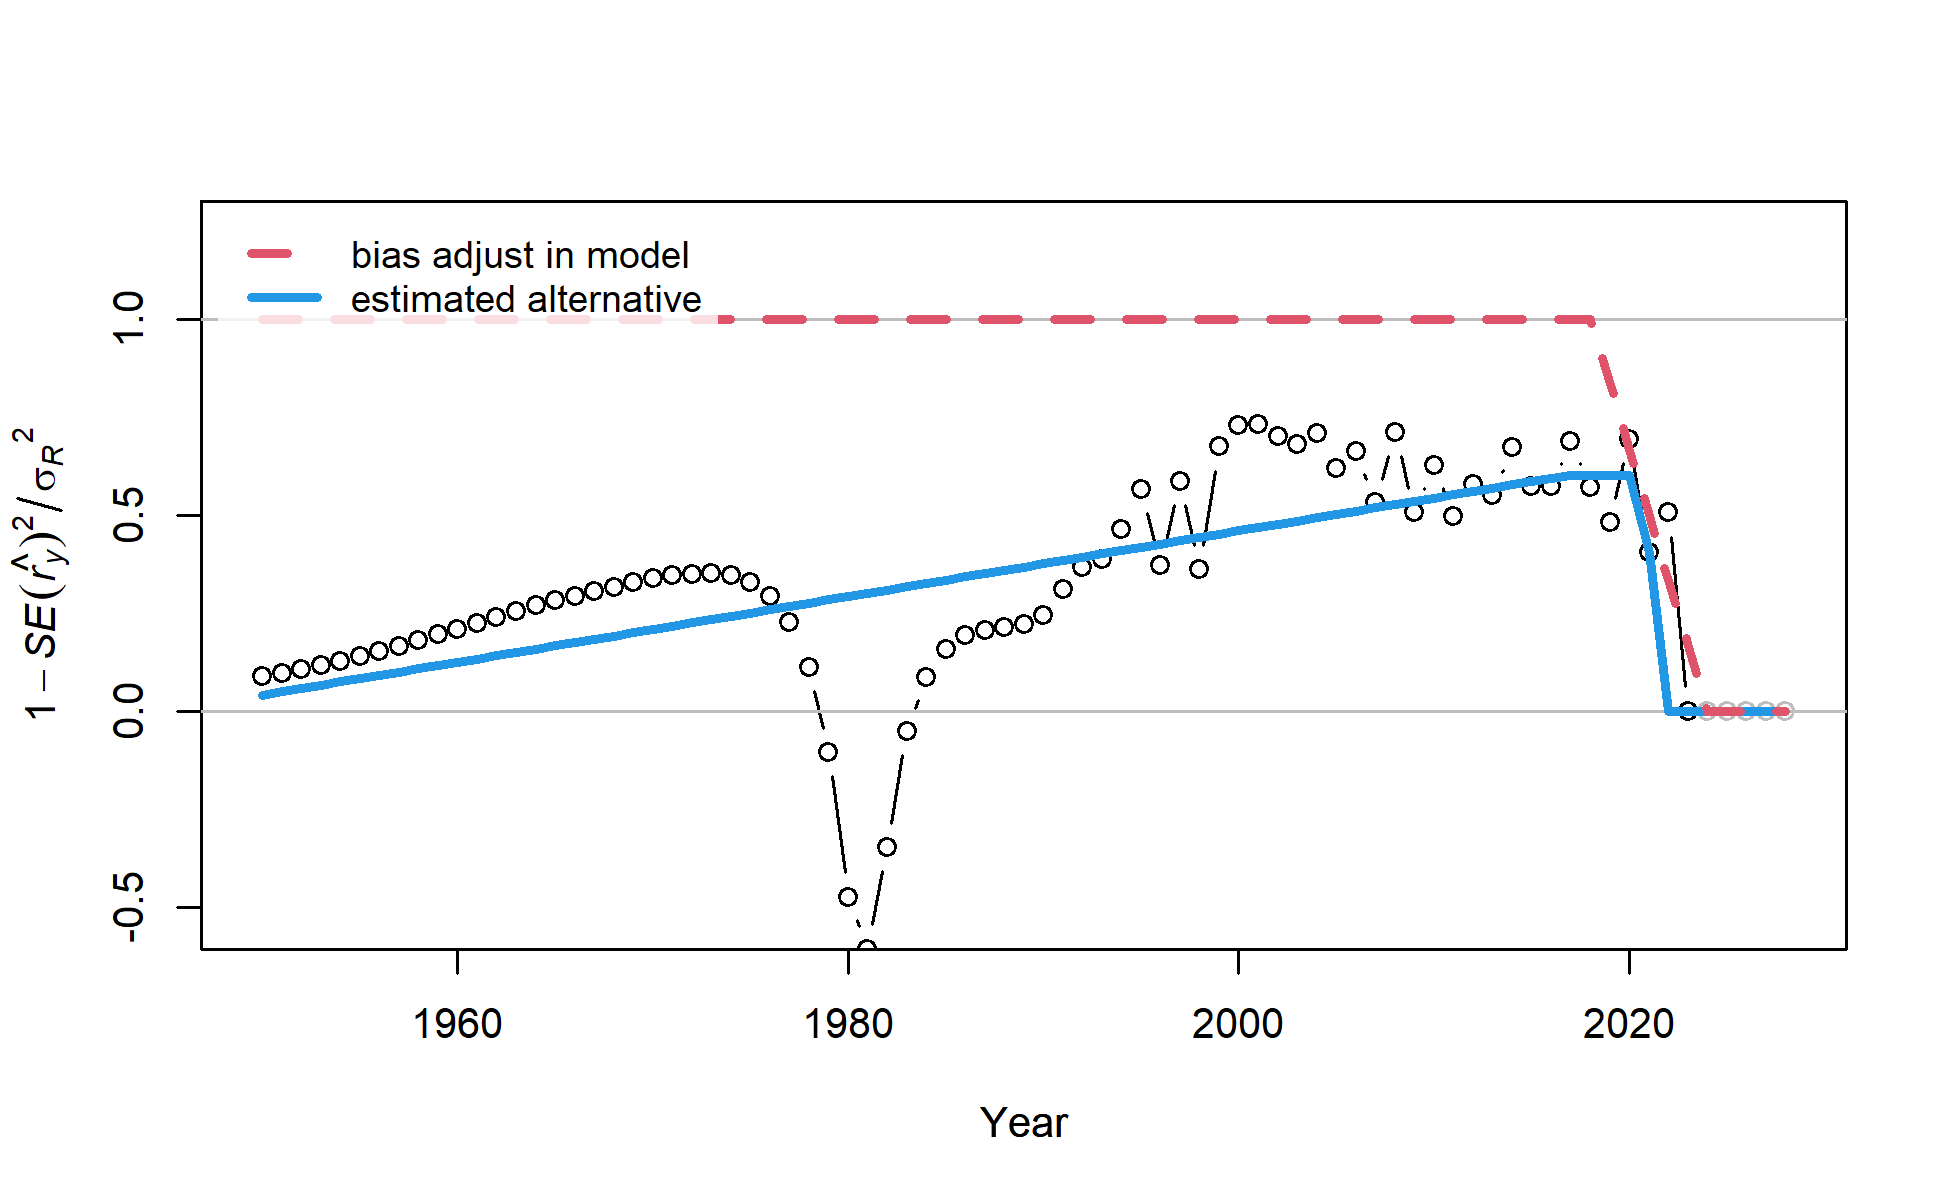 bias adjust in model
estimated alternative
1 − SE(r̂y)² / σR²
1.0
0.5
0.0
-0.5
1960 1980 2000 2020
Year